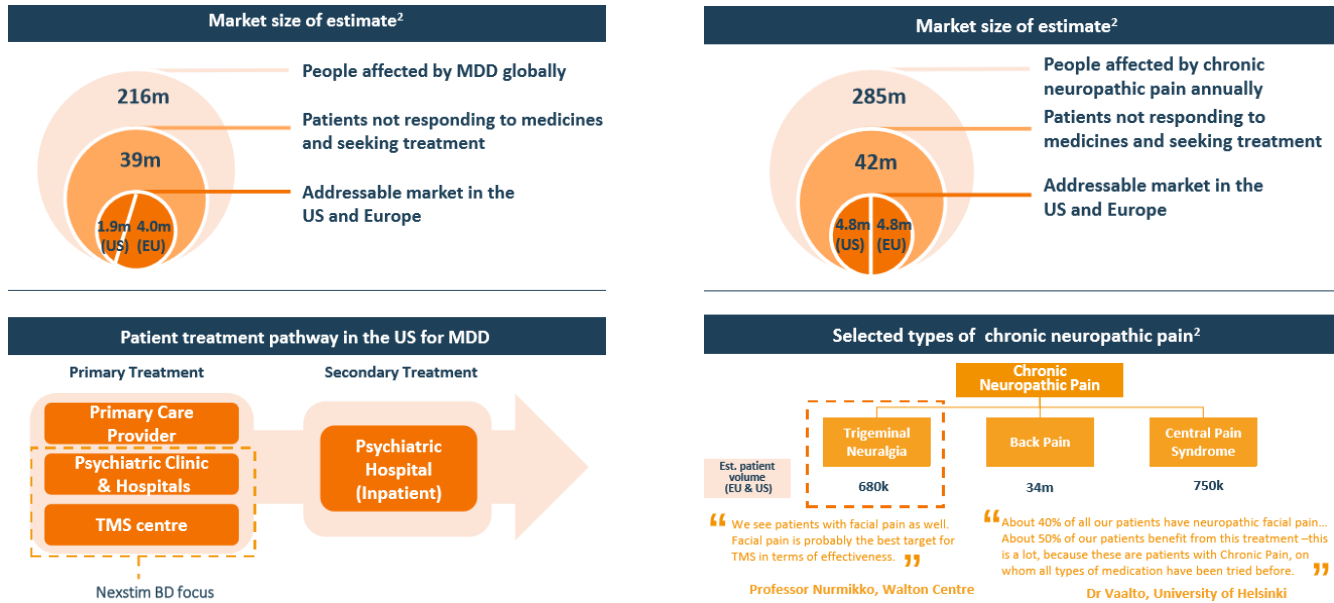 Market size of estimate2
216m
People affected by MDD globally
39m
Patients not responding to medicines
and seeking treatment
1.9m
(US)
4.0m
(EU)
Addressable market in the
US and Europe
Patient treatment pathway in the US for MDD
Primary Treatment
Secondary Treatment
Primary Care
Provider
Psychiatric Clinic
& Hospitals
TMS centre
Psychiatric
Hospital
(Inpatient)
Nexstim BD focus
Market size of estimate2
285m
People affected by chronic
neuropathic pain annually
42m
Patients not responding to
medicines and seeking treatment
4.8m
(US)
4.8m
(EU)
Addressable market in the
US and Europe
Selected types of chronic neuropathic pain2
Chronic
Neuropathic Pain
Trigeminal
Neuralgia
Back Pain
Central Pain
Syndrome
Est. patient
volume
(EU & US)
680k
34m
750k
“ We see patients with facial pain as well.
Facial pain is probably the best target for
TMS in terms of effectiveness. ”
Professor Nurmikko, Walton Centre
“ About 40% of all our patients have neuropathic facial pain...
About 50% of our patients benefit from this treatment –this
is a lot, because these are patients with Chronic Pain, on
whom all types of medication have been tried before. ”
Dr Vaalto, University of Helsinki